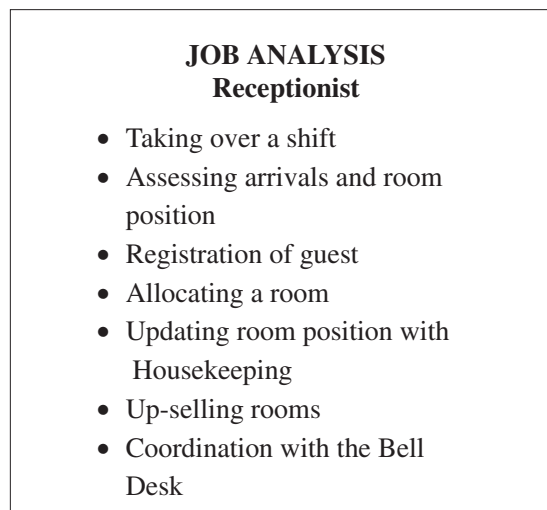 JOB ANALYSIS
Receptionist
• Taking over a shift
• Assessing arrivals and room
position
• Registration of guest
• Allocating a room
• Updating room position with
Housekeeping
• Up-selling rooms
• Coordination with the Bell
Desk